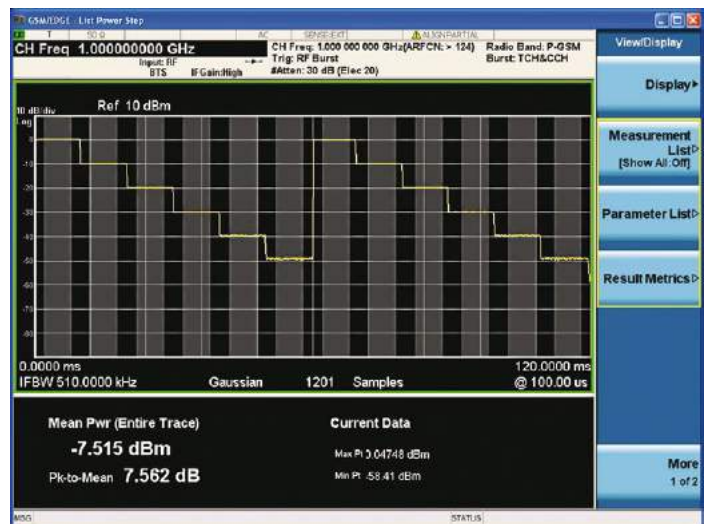 GSM/EDGE - List Power Step
T 50 Ω AC SENSE:EXT ALIGN PARTIAL
CH Freq 1.000000000 GHz
CH Freq: 1.000 000 000 GHz(ARFCN: > 124) Radio Band: P-GSM
Input: RF Trig: RF Burst Burst: TCH&CCH
BTS IFGain:High #Atten: 30 dB (Elec 20)
View/Display
Display
10 dB/div Ref 10 dBm
Log
Measurement
List
[Show All:Off]
0
-10
-20
-30
-40
-50
-60
-70
-80
Parameter List
Result Metrics
0.0000 ms 120.0000 ms
IFBW 510.0000 kHz Gaussian 1201 Samples @ 100.00 us
Mean Pwr (Entire Trace) Current Data
-7.515 dBm Max Pt 0.04748 dBm
Pk-to-Mean 7.562 dB Min Pt -58.41 dBm
More
1 of 2
MSG STATUS